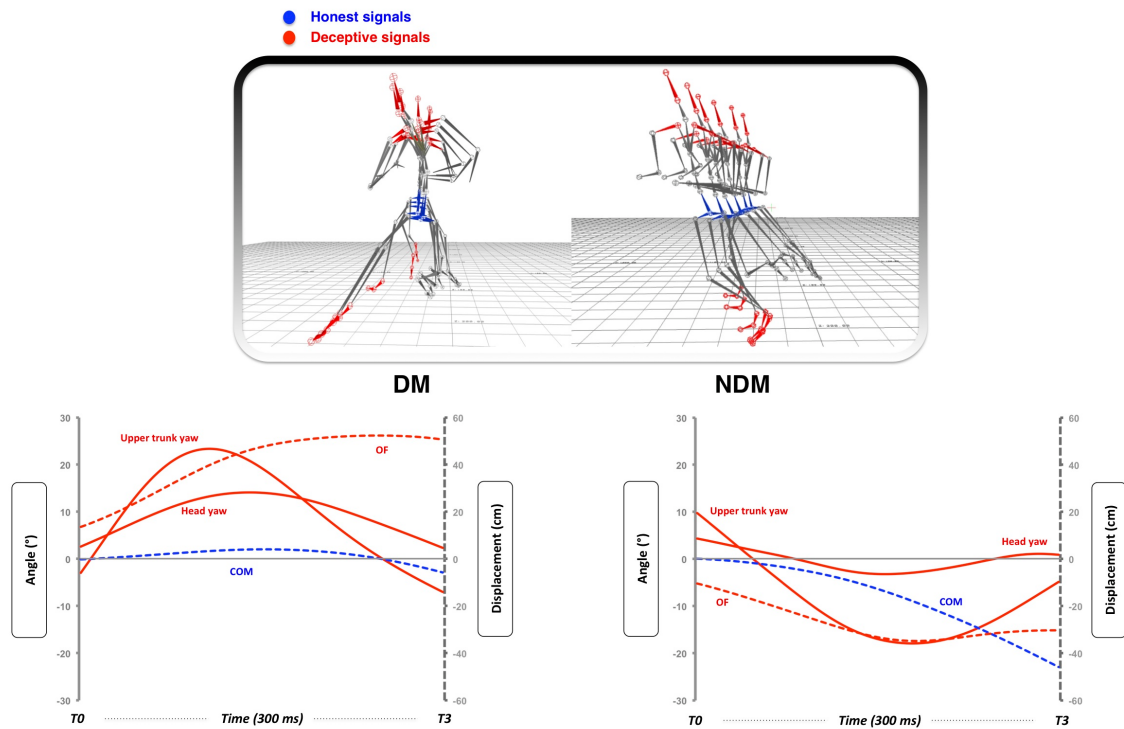 Honest signals
Deceptive signals
DM
NDM
30
20
10
0
-10
-20
-30
Angle (°)
Upper trunk yaw
Head yaw
OF
COM
60
40
20
0
-20
-40
-60
Displacement (cm)
T0
Time (300 ms)
T3
30
20
10
0
-10
-20
-30
Angle (°)
Upper trunk yaw
Head yaw
OF
COM
60
40
20
0
-20
-40
-60
Displacement (cm)
T0
Time (300 ms)
T3